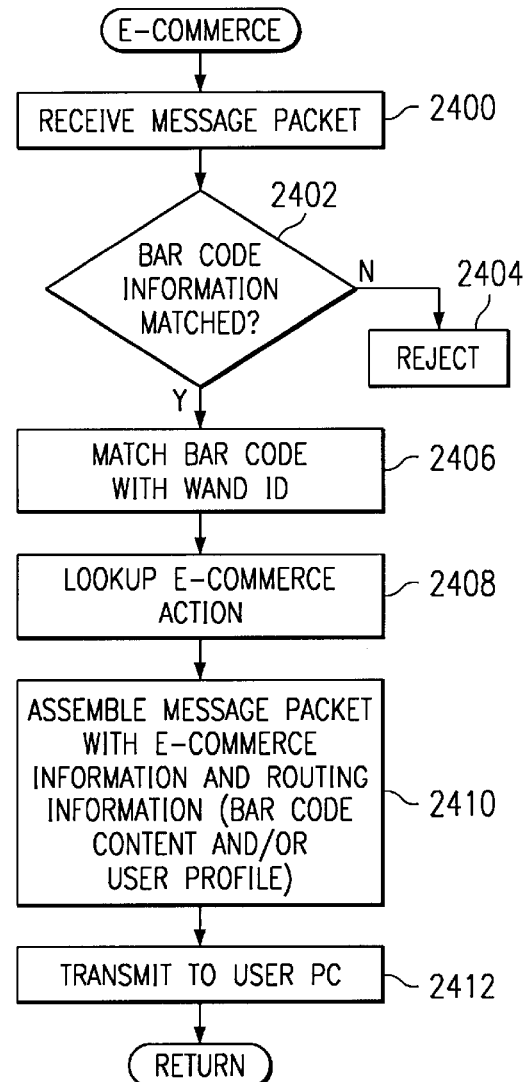 E-COMMERCE
RECEIVE MESSAGE PACKET
2400
2402
BAR CODE
INFORMATION
MATCHED?
N
2404
REJECT
Y
MATCH BAR CODE
WITH WAND ID
2406
LOOKUP E-COMMERCE
ACTION
2408
ASSEMBLE MESSAGE PACKET
WITH E-COMMERCE
INFORMATION AND ROUTING
INFORMATION (BAR CODE
CONTENT AND/OR
USER PROFILE)
2410
TRANSMIT TO USER PC
2412
RETURN